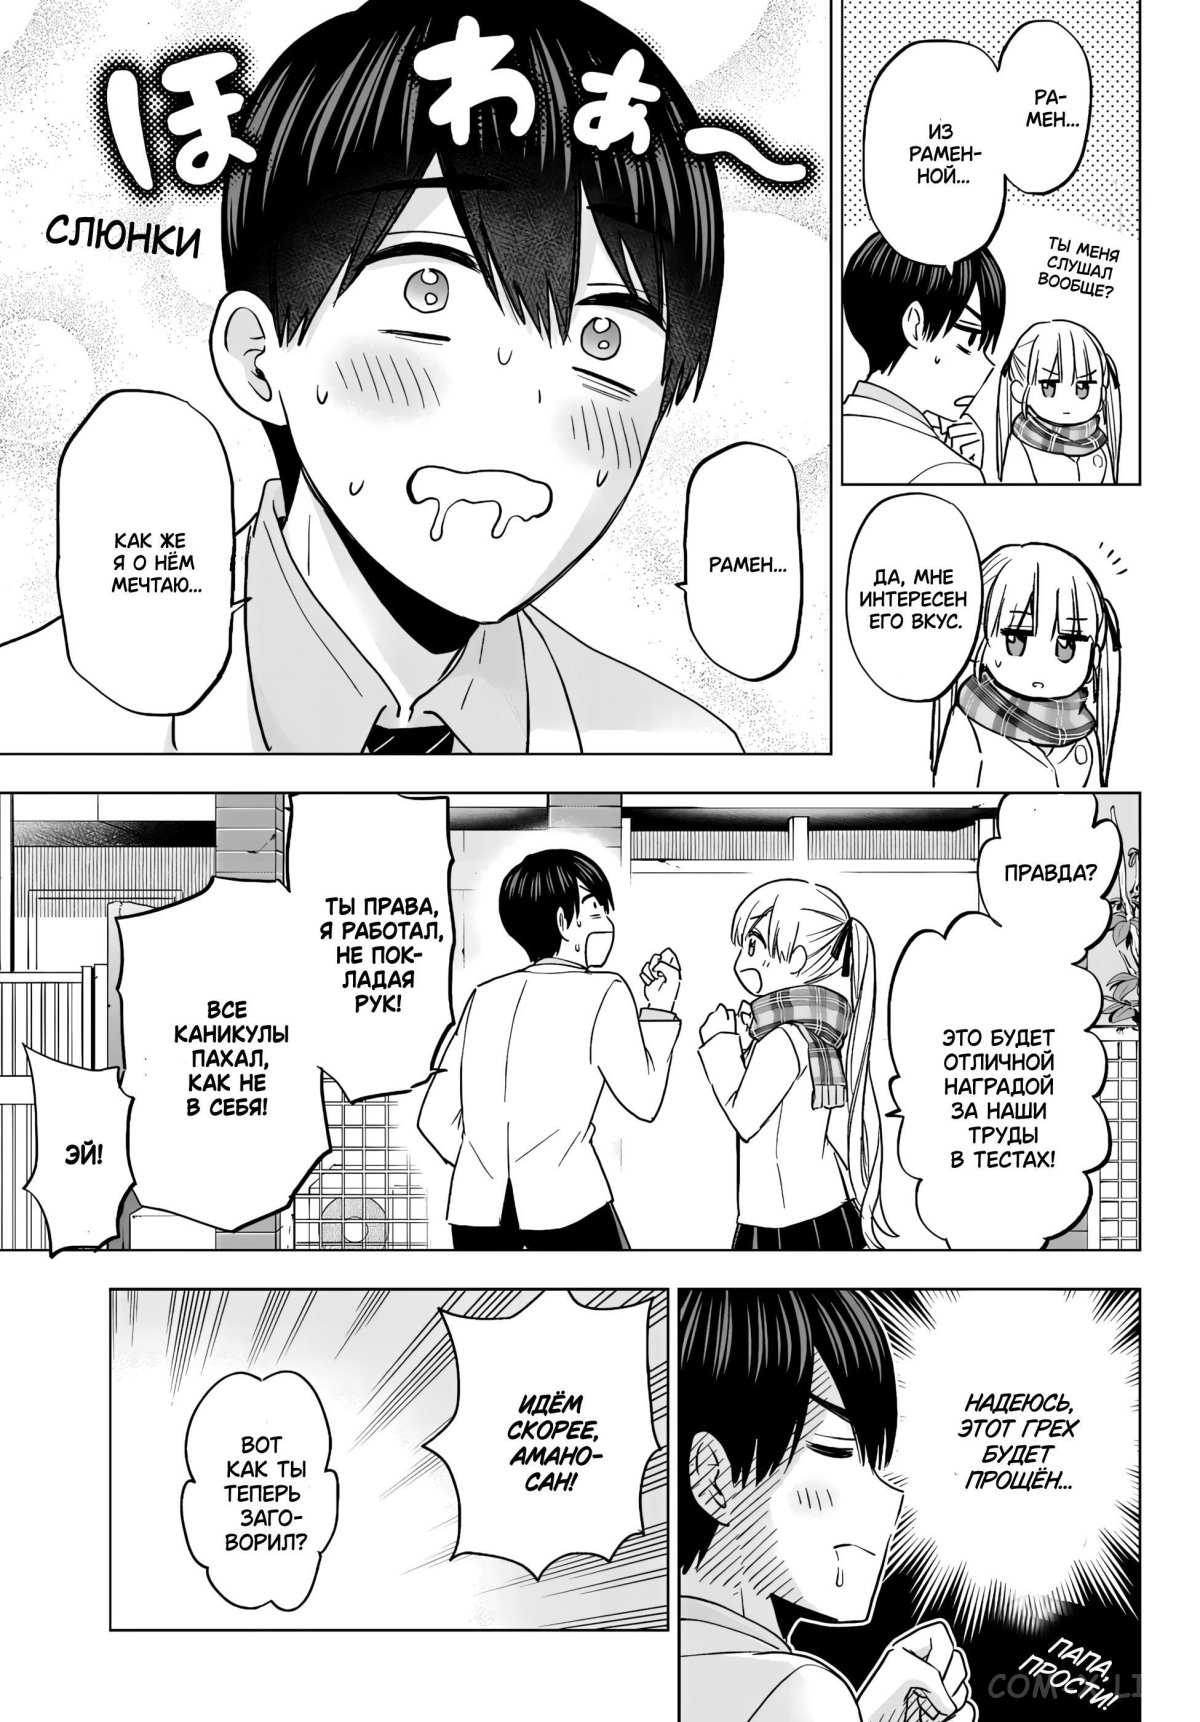 РА-
МЕН...
ИЗ
РАМЕН-
НОЙ...
ТЫ МЕНЯ
СЛУШАЛ
ВООБЩЕ?
ДА, МНЕ
ИНТЕРЕСЕН
ЕГО ВКУС.
ほわぁ〜
СЛЮНКИ
РАМЕН...
КАК ЖЕ
Я О НЁМ
МЕЧТАЮ...
ПРАВДА?
ЭТО БУДЕТ
ОТЛИЧНОЙ
НАГРАДОЙ
ЗА НАШИ
ТРУДЫ
В ТЕСТАХ!
ТЫ ПРАВА,
Я РАБОТАЛ,
НЕ ПОК-
ЛАДАЯ
РУК!
ВСЕ
КАНИКУЛЫ
ПАХАЛ,
КАК НЕ
В СЕБЯ!
ЭЙ!
НАДЕЮСЬ,
ЭТОТ ГРЕХ
БУДЕТ
ПРОЩЁН...
ПАПА,
ПРОСТИ!
ИДЁМ
СКОРЕЕ,
АМАНО-
САН!
ВОТ
КАК ТЫ
ТЕПЕРЬ
ЗАГО-
ВОРИЛ?